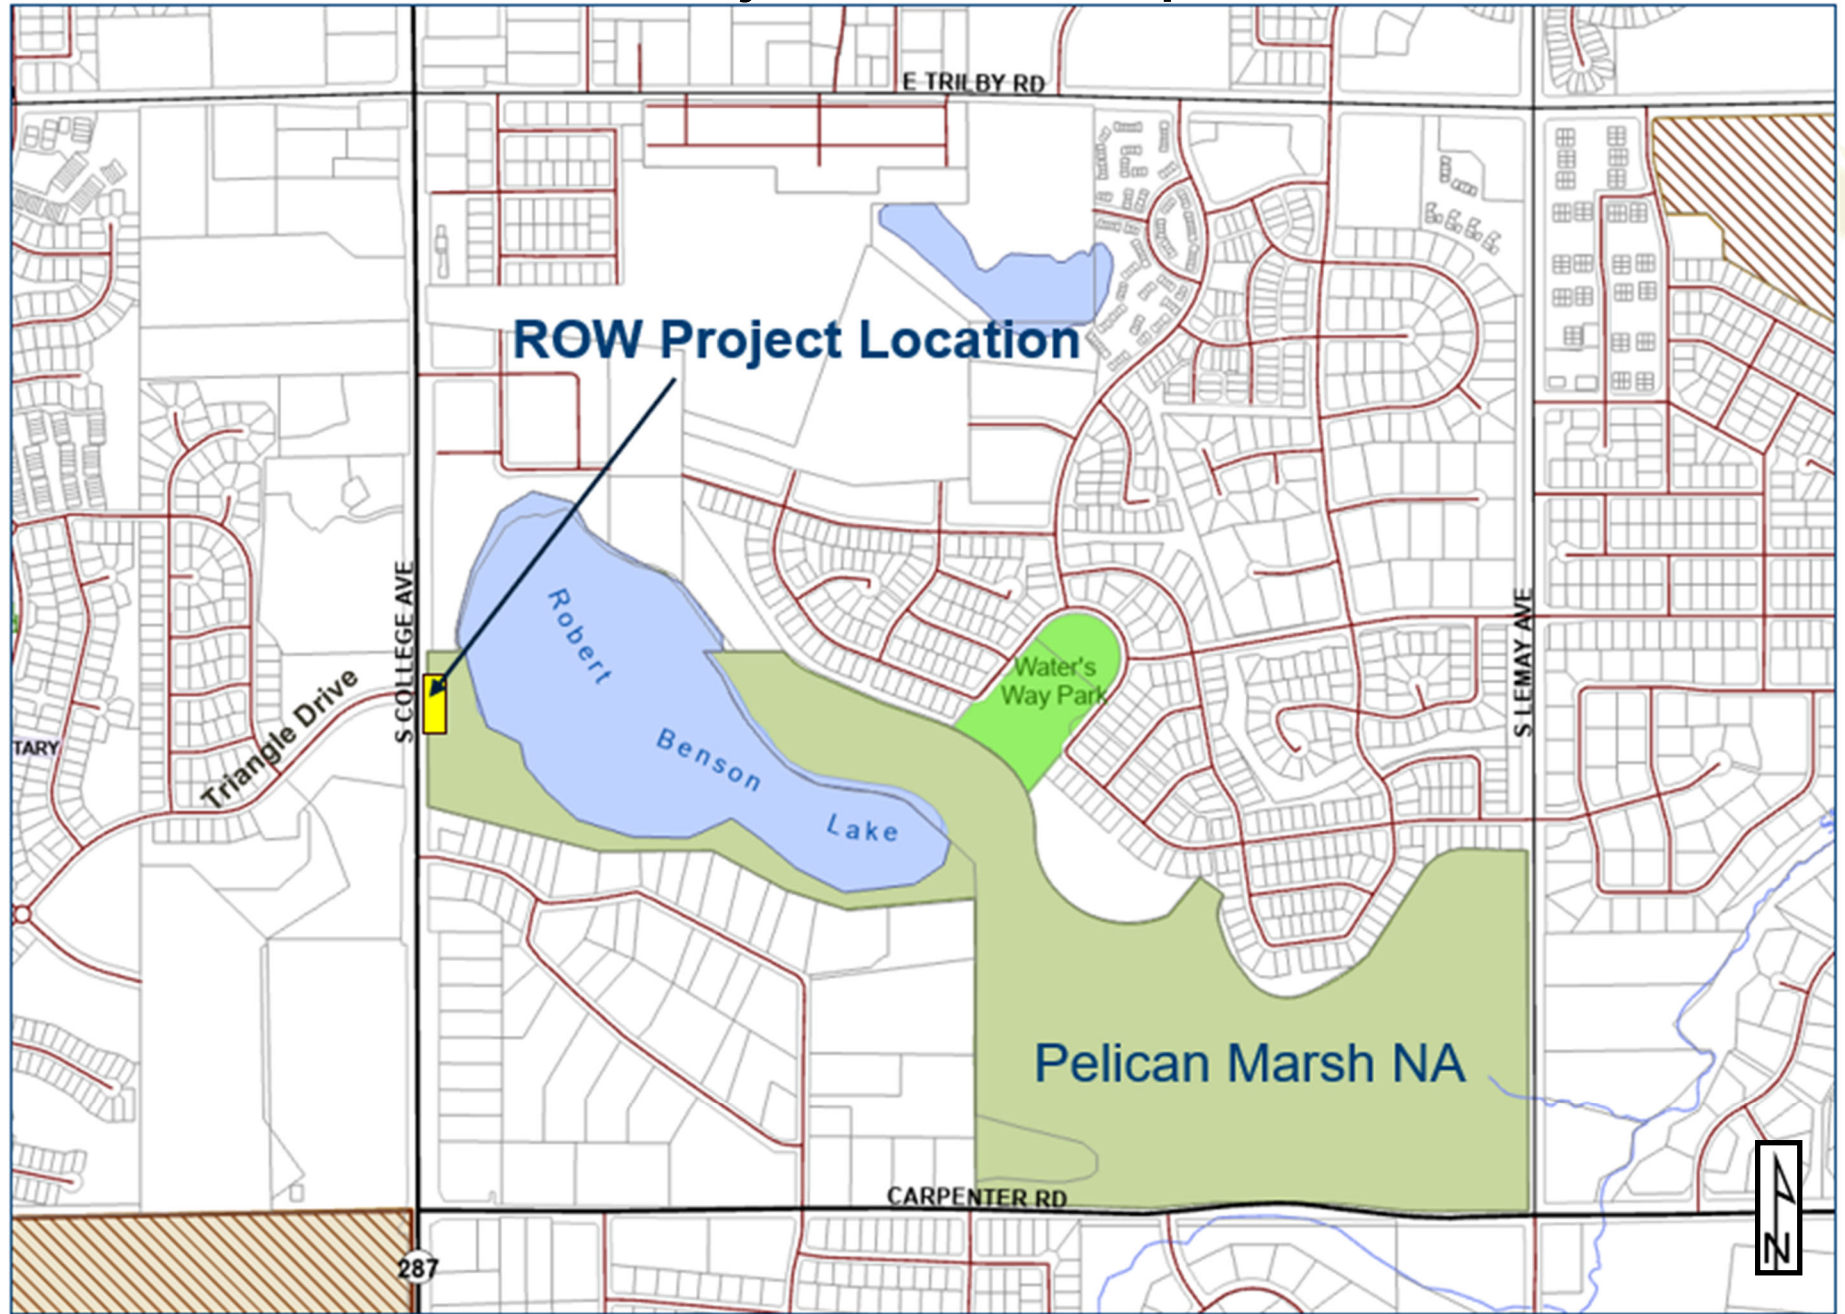 E TRILBY RD
ROW Project Location
S COLLEGE AVE
Robert
Benson
Lake
Water's
Way Park
S LEMAY AVE
Triangle Drive
TARY
Pelican Marsh NA
CARPENTER RD
287
N